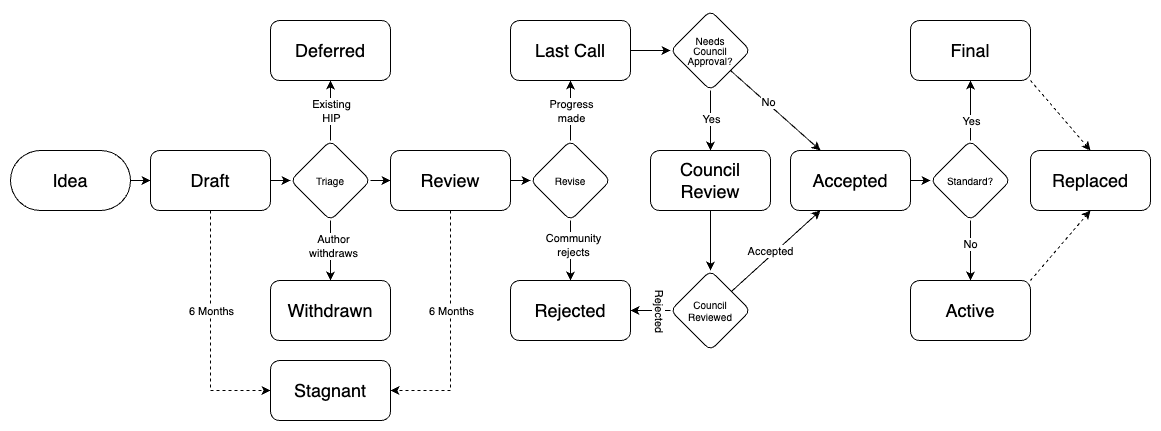 Idea
Draft
Triage
Existing
HIP
Deferred
Author
withdraws
Withdrawn
6 Months
Stagnant
6 Months
Review
Revise
Progress
made
Last Call
Community
rejects
Rejected
Needs
Council
Approval?
Yes
No
Council
Review
Council
Reviewed
Rejected
Accepted
Accepted
Standard?
Yes
Final
No
Active
Replaced